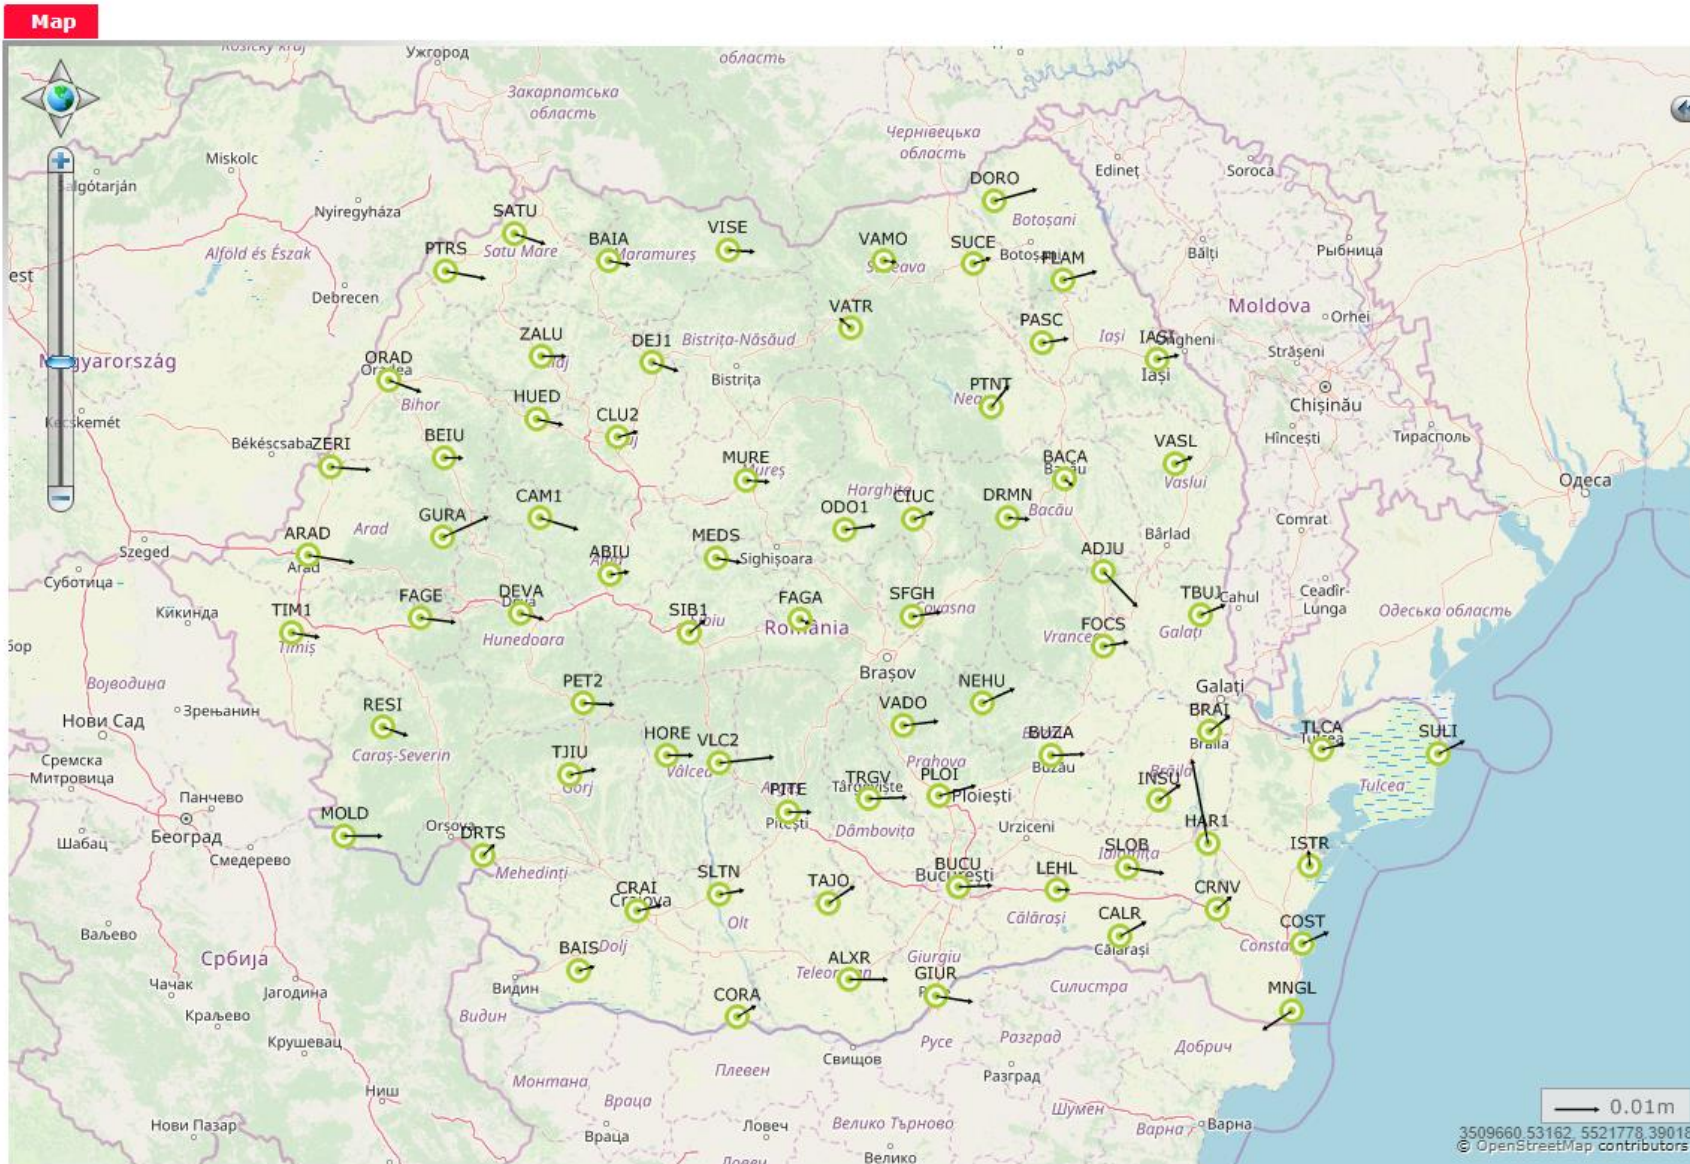 Map
Ужгород
область
Закарпатська
область
Чернівецька
область
Miskolc
Salgótarján
Edineț
Soroca
DORO
Nyíregyháza
SATU
Botoșani
VISE
BAIA
VAMO
SUCE
Рыбница
Alföld és Észak
PTRS
Satu Mare
Maramureș
Botoșani
Bălți
FLAM
est
Debrecen
VATR
Moldova
PASC
Orhei
ZALU
DEJ1
Bistrița-Năsăud
Iași
IASI
Ungheni
Strășeni
Magyarország
ORAD
Oradea
Iași
Bistrița
PTNT
HUED
Bihor
Chișinău
CLU2
Kecskemét
BEIU
Békéscsaba
ZERI
VASL
Hîncești
Тирасполь
MURE
Mureș
BACA
Bacău
Vaslui
Одеса
Harghita
CAM1
CIUC
DRMN
ODO1
Bacău
GURA
Arad
Comrat
ARAD
Arad
MEDS
Bârlad
Szeged
ABIU
Sighișoara
ADJU
Суботица
FAGE
DEVA
SFGH
TBUJ
Cahul
Ceadîr-
Lunga
Кикинда
TIM1
SIB1
FAGA
Covasna
Одеська область
România
FOCS
Hunedoara
Vrancea
Galați
Timiș
Brașov
Војводина
PET2
NEHU
Galați
Зрењанин
RESI
VADO
BRAI
Нови Сад
HORE
VLC2
BUZA
Brăila
TLCA
Tulcea
SULI
Caraș-Severin
TJIU
Vâlcea
Prahova
Buzău
Сремска
Митровица
PLOI
INSU
Brăila
Tulcea
Gorj
TRGV
Târgoviște
PITE
Ploiești
Панчево
Pitești
MOLD
Београд
Orșova
DRTS
Dâmbovița
Urziceni
HAR1
Шабац
Смедерево
SLOB
Ialomița
ISTR
Mehedinți
SLTN
BUCU
București
LEHL
CRAI
Craiova
TAJO
CRNV
Olt
Călărași
CALR
Ваљево
COST
Србија
BAIS
Dolj
Giurgiu
Călărași
Constanța
ALXR
Teleorman
GIUR
Чачак
Јагодина
Видин
CORA
Силистра
MNGL
Краљево
Видин
Крушевац
Свищов
Русе
Разград
Добрич
Плевен
Разград
Монтана
Ниш
Враца
Шумен
0.01m
Нови Пазар
Враца
Ловеч
Велико Търново
Варна
Варна
Ловеч
Велико
3509660.53162, 5521778.39018
© OpenStreetMap contributors